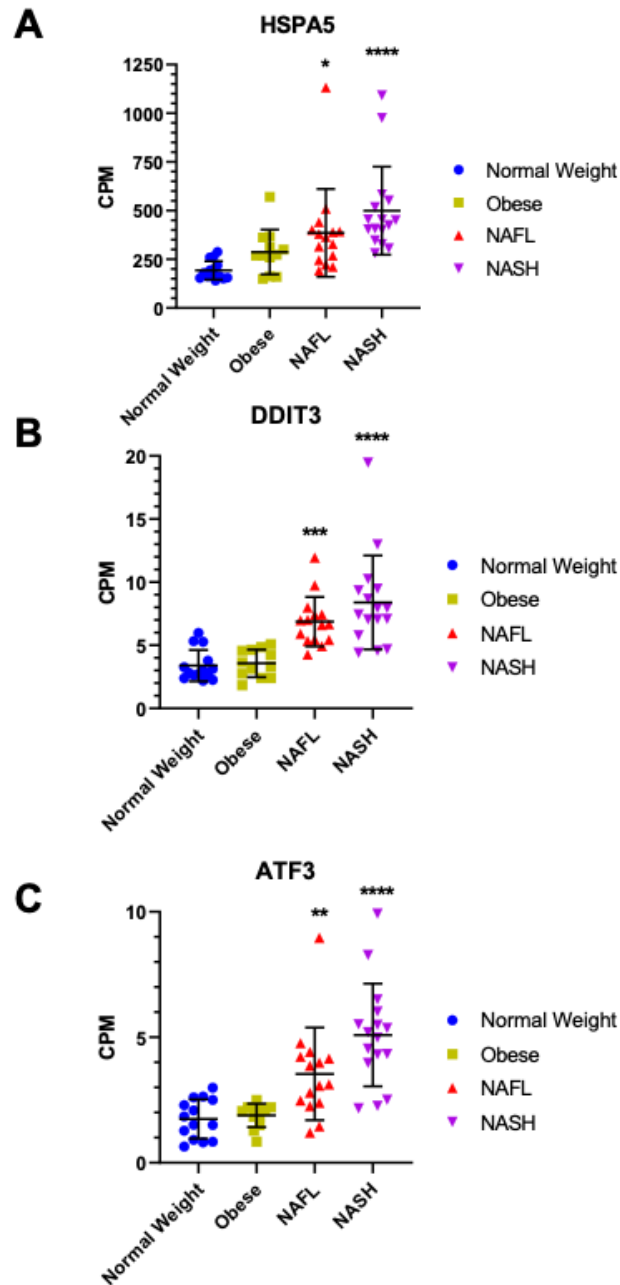 A
HSPA5
* ****
1250
1000
750
500
250
0
CPM
Normal Weight
Obese
NAFL
NASH
Normal Weight
Obese
NAFL
NASH
B
DDIT3
*** ****
20
15
10
5
0
CPM
Normal Weight
Obese
NAFL
NASH
Normal Weight
Obese
NAFL
NASH
C
ATF3
** ****
10
5
0
CPM
Normal Weight
Obese
NAFL
NASH
Normal Weight
Obese
NAFL
NASH